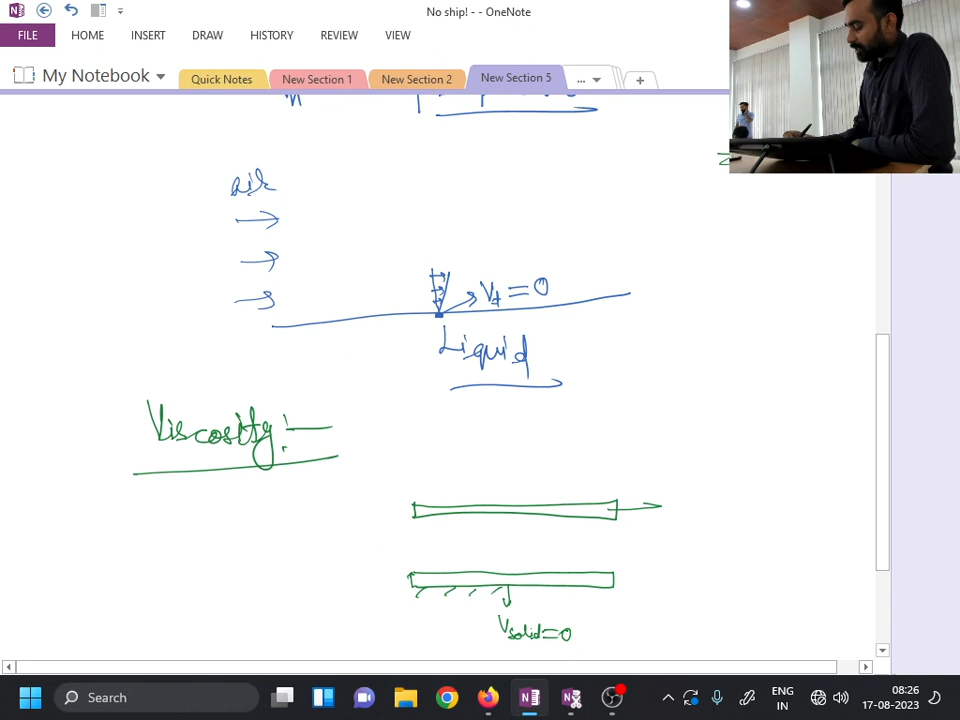 No ship! - - OneNote
FILE HOME INSERT DRAW HISTORY REVIEW VIEW
My Notebook Quick Notes New Section 1 New Section 2 New Section 5 ... +
air
V = 0
Liquid
Viscosity:-
Vsolid=0
Search
ENG
IN
08:26
17-08-2023